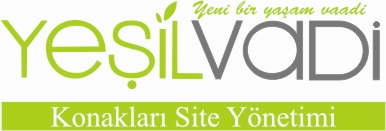 Yeni bir yaşam vaadi
YEŞİLVADİ
Konakları Site Yönetimi